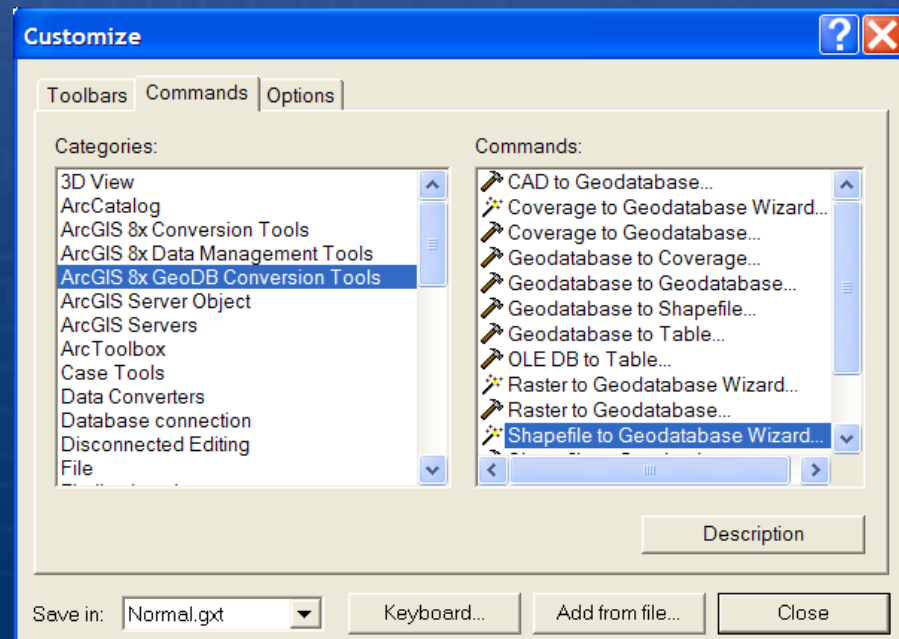 Customize
Toolbars Commands Options
Categories:
3D View
ArcCatalog
ArcGIS 8x Conversion Tools
ArcGIS 8x Data Management Tools
ArcGIS 8x GeoDB Conversion Tools
ArcGIS Server Object
ArcGIS Servers
ArcToolbox
Case Tools
Data Converters
Database connection
Disconnected Editing
File
Commands:
CAD to Geodatabase...
Coverage to Geodatabase Wizard...
Coverage to Geodatabase...
Geodatabase to Coverage...
Geodatabase to Geodatabase...
Geodatabase to Shapefile...
Geodatabase to Table...
OLE DB to Table...
Raster to Geodatabase Wizard...
Raster to Geodatabase...
Shapefile to Geodatabase Wizard...
Description
Save in: Normal.gxt Keyboard... Add from file... Close